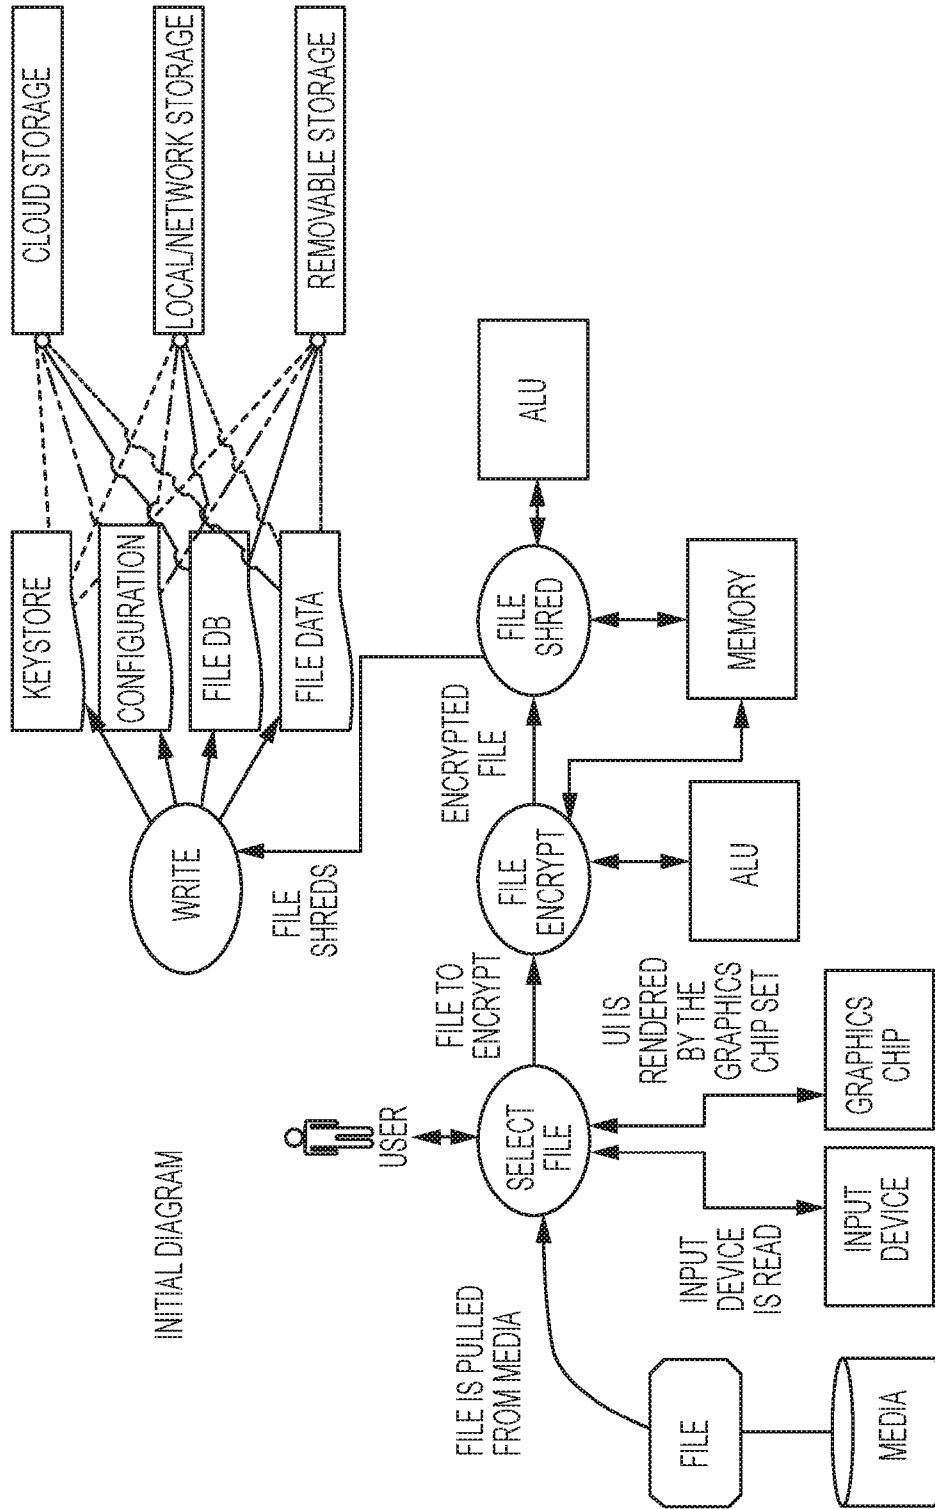 INITIAL DIAGRAM
CLOUD STORAGE
LOCAL/NETWORK STORAGE
REMOVABLE STORAGE
KEYSTORE
CONFIGURATION
FILE DB
FILE DATA
WRITE
FILE
SHREDS
USER
FILE IS PULLED
FROM MEDIA
SELECT
FILE
FILE TO
ENCRYPT
FILE
ENCRYPT
ENCRYPTED
FILE
FILE
SHRED
ALU
INPUT
DEVICE
IS READ
UI IS
RENDERED
BY THE
GRAPHICS
CHIP SET
ALU
MEMORY
FILE
MEDIA
INPUT
DEVICE
GRAPHICS
CHIP